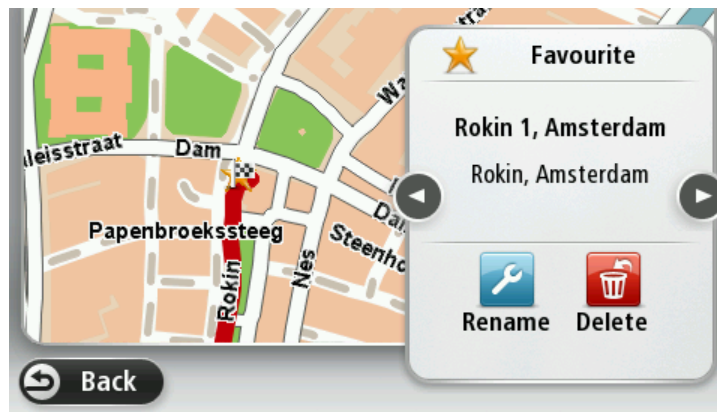 Favourite
Rokin 1, Amsterdam
Rokin, Amsterdam
Rename Delete
Dam
Papenbroekssteeg
Rokin
Nes
Back